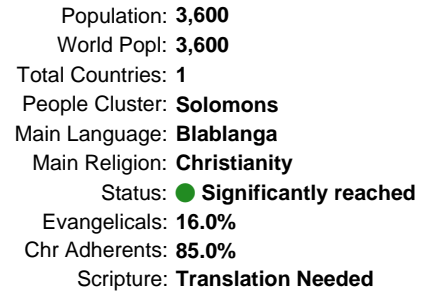 Population: 3,600
World Popl: 3,600
Total Countries: 1
People Cluster: Solomons
Main Language: Blablanga
Main Religion: Christianity
Status: Significantly reached
Evangelicals: 16.0%
Chr Adherents: 85.0%
Scripture: Translation Needed